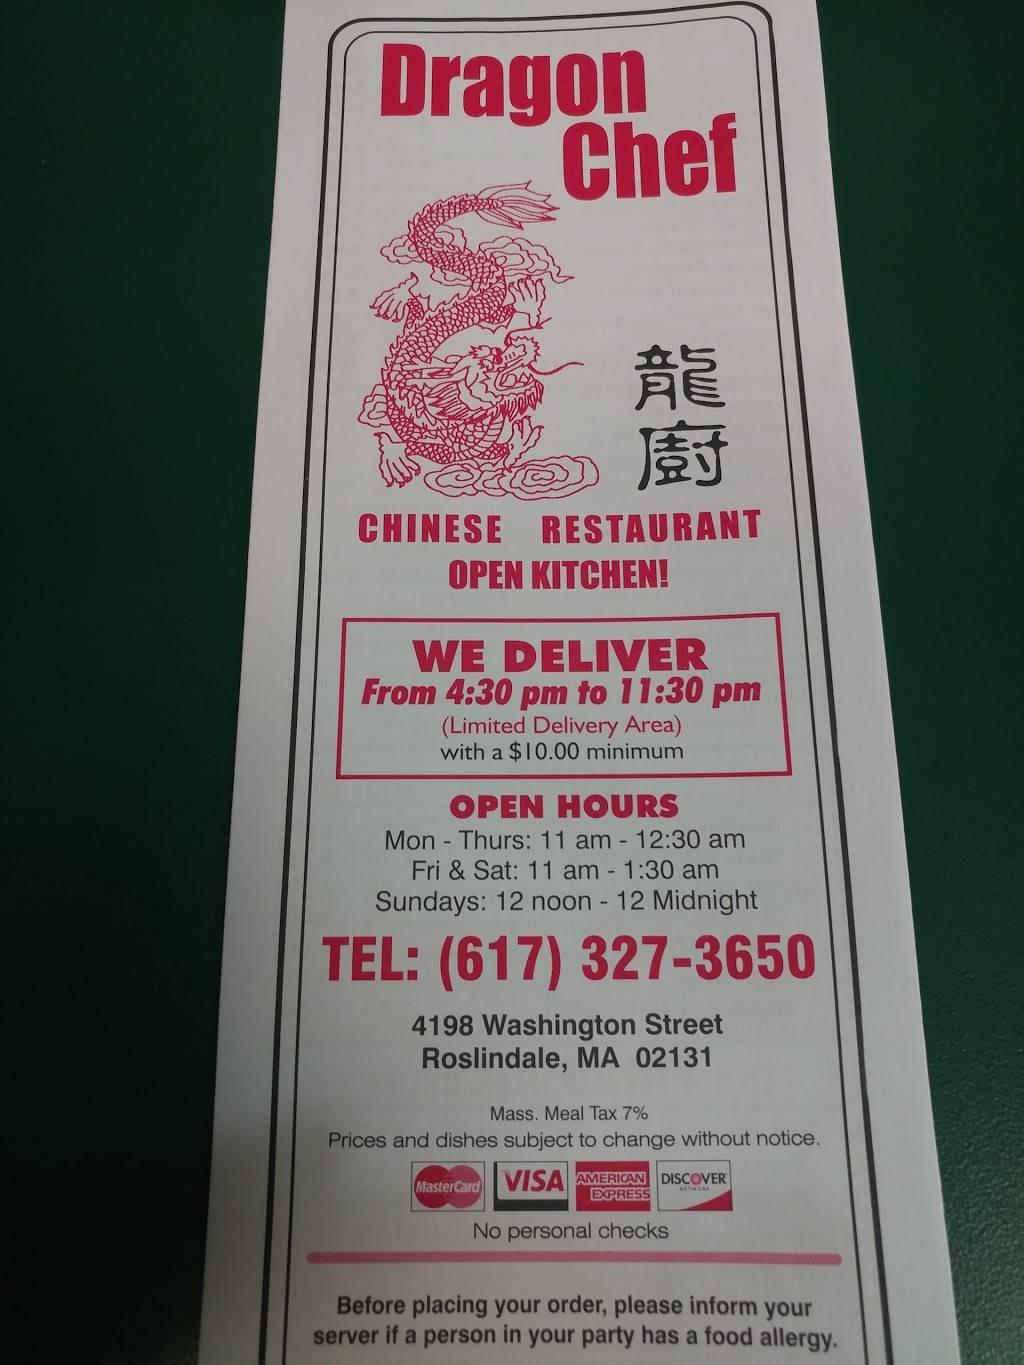 Dragon
Chef
龍
廚
CHINESE RESTAURANT
OPEN KITCHEN!
WE DELIVER
From 4:30 pm to 11:30 pm
(Limited Delivery Area)
with a $10.00 minimum
OPEN HOURS
Mon - Thurs: 11 am - 12:30 am
Fri & Sat: 11 am - 1:30 am
Sundays: 12 noon - 12 Midnight
TEL: (617) 327-3650
4198 Washington Street
Roslindale, MA 02131
Mass. Meal Tax 7%
Prices and dishes subject to change without notice.
MasterCard VISA AMERICAN EXPRESS DISCOVER NETWORK
No personal checks
Before placing your order, please inform your
server if a person in your party has a food allergy.